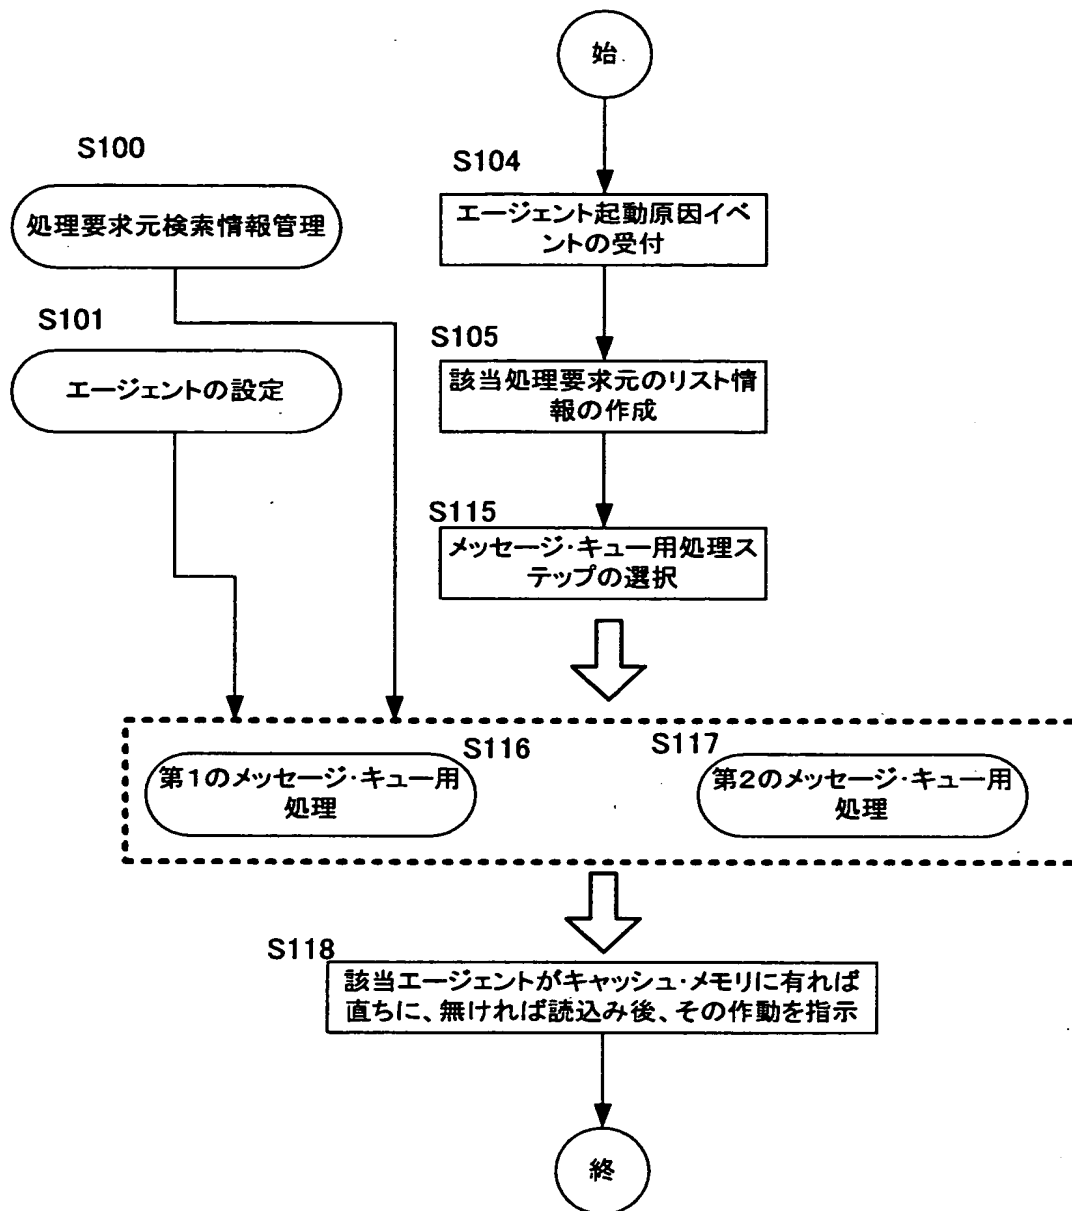 始
S100
処理要求元検索情報管理
S101
エージェントの設定
S104
エージェント起動原因イベ
ントの受付
S105
該当処理要求元のリスト情
報の作成
S115
メッセージ・キュー用処理ス
テップの選択
S116
第1のメッセージ・キュー用
処理
S117
第2のメッセージ・キュー用
処理
S118
該当エージェントがキャッシュ・メモリに有れば
直ちに、無ければ読込み後、その作動を指示
終